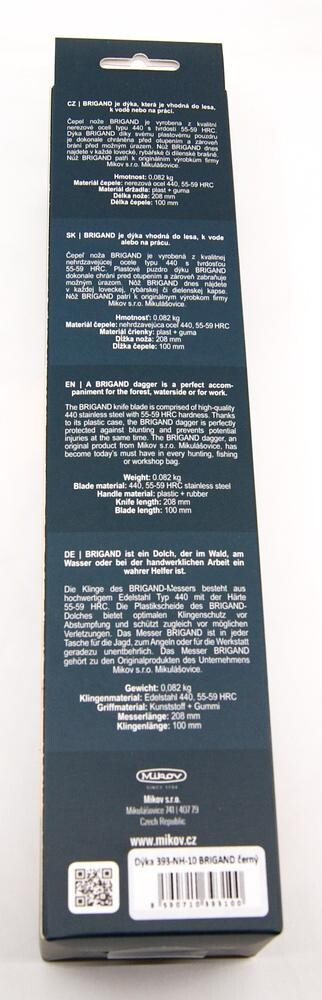 CZ | BRIGAND je dýka, která je vhodná do lesa,
k vodě nebo na práci.
Čepel nože BRIGAND je vyrobena z kvalitní
nerezové oceli typu 440 s tvrdostí 55-59 HRC.
Dýka BRIGAND díky svému plastovému pouzdru
je dokonale chráněna před otupením a zároveň
brání před možným úrazem. Nůž BRIGAND dnes
najdete v každé lovecké, rybářské či dílenské brašně.
Nůž BRIGAND patří k originálním výrobkům firmy
Mikov s.r.o. Mikulášovice.
Hmotnost: 0,082 kg
Materiál čepele: nerezová ocel 440, 55-59 HRC
Materiál držadla: plast + guma
Délka nože: 208 mm
Délka čepele: 100 mm
SK | BRIGAND je dýka vhodná do lesa, k vode
alebo na prácu.
Čepeľ nože BRIGAND je vyrobená z kvalitnej
nehrdzavejúcej ocele typu 440 s tvrdosťou
55-59 HRC. Plastové puzdro dýku BRIGAND
dokonale chráni pred otupením a zároveň zabraňuje
možným úrazom. Nôž BRIGAND dnes nájdete
v každej loveckej, rybárskej či dielenskej kapse.
Nôž BRIGAND patrí k originálnym výrobkom firmy
Mikov s.r.o. Mikulášovice.
Hmotnosť: 0,082 kg
Materiál čepele: nehrdzavejúca oceľ 440, 55-59 HRC
Materiál črienky: plast + guma
Dĺžka noža: 208 mm
Dĺžka čepele: 100 mm
EN | A BRIGAND dagger is a perfect accom-
paniment for the forest, waterside or for work.
The BRIGAND knife blade is comprised of high-quality
440 stainless steel with 55-59 HRC hardness. Thanks
to its plastic case, the BRIGAND dagger is perfectly
protected against blunting and prevents potential
injuries at the same time. The BRIGAND dagger, an
original product from Mikov s.r.o. Mikulášovice, has
become today's must have in every hunting, fishing
or workshop bag.
Weight: 0.082 kg
Blade material: 440, 55-59 HRC stainless steel
Handle material: plastic + rubber
Knife length: 208 mm
Blade length: 100 mm
DE | BRIGAND ist ein Dolch, der im Wald, am
Wasser oder bei der handwerklichen Arbeit ein
wahrer Helfer ist.
Die Klinge des BRIGAND-Messers besteht aus
hochwertigem Edelstahl Typ 440 mit der Härte
55-59 HRC. Die Plastikscheide des BRIGAND-
Dolches bietet optimalen Klingenschutz vor
Abstumpfung und schützt zugleich vor möglichen
Verletzungen. Das Messer BRIGAND ist in jeder
Tasche für die Jagd, zum Angeln oder für die Werkstatt
geradezu unentbehrlich. Das Messer BRIGAND
gehört zu den Originalprodukten des Unternehmens
Mikov s.r.o. Mikulášovice.
Gewicht: 0,082 kg
Klingenmaterial: Edelstahl 440, 55-59 HRC
Griffmaterial: Kunststoff + Gummi
Messerlänge: 208 mm
Klingenlänge: 100 mm
Mikov
SINCE 1794
Mikov s.r.o.
Mikulášovice 741 | 407 79
Czech Republic
www.mikov.cz
Dýka 393-NH-10 BRIGAND černý
8 590710 393100